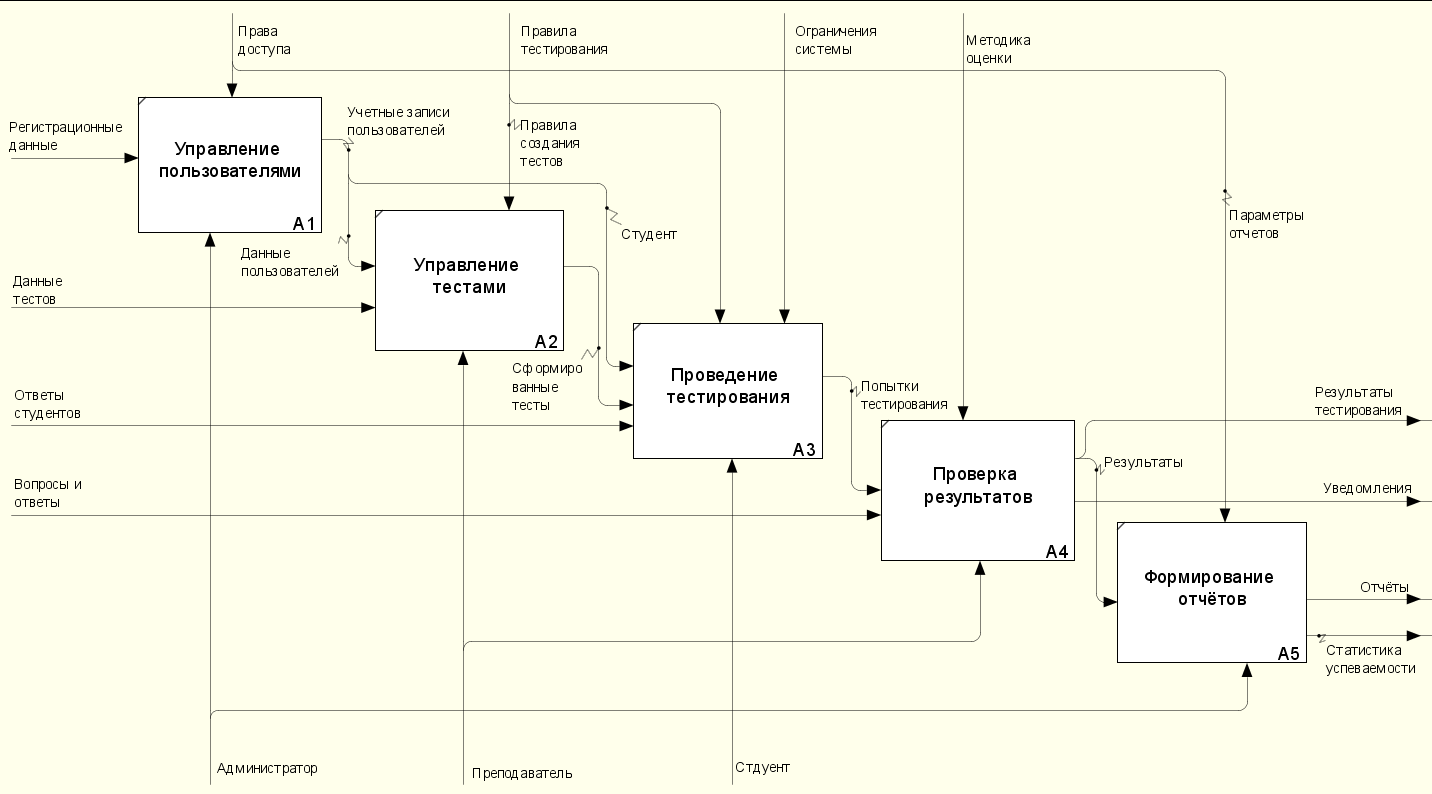 Права
доступа
Правила
тестирования
Ограничения
системы
Методика
оценки
Регистрационные
данные
Управление
пользователями
A1
Учетные записи
пользователей
Правила
создания
тестов
Параметры
отчетов
Студент
Данные
пользователей
Управление
тестами
A2
Данные
тестов
Сформиро
ванные
тесты
Проведение
тестирования
A3
Попытки
тестирования
Ответы
студентов
Результаты
тестирования
Вопросы и
ответы
Проверка
результатов
A4
Результаты
Уведомления
Формирование
отчётов
A5
Отчёты
Статистика
успеваемости
Администратор
Преподаватель
Стдуент